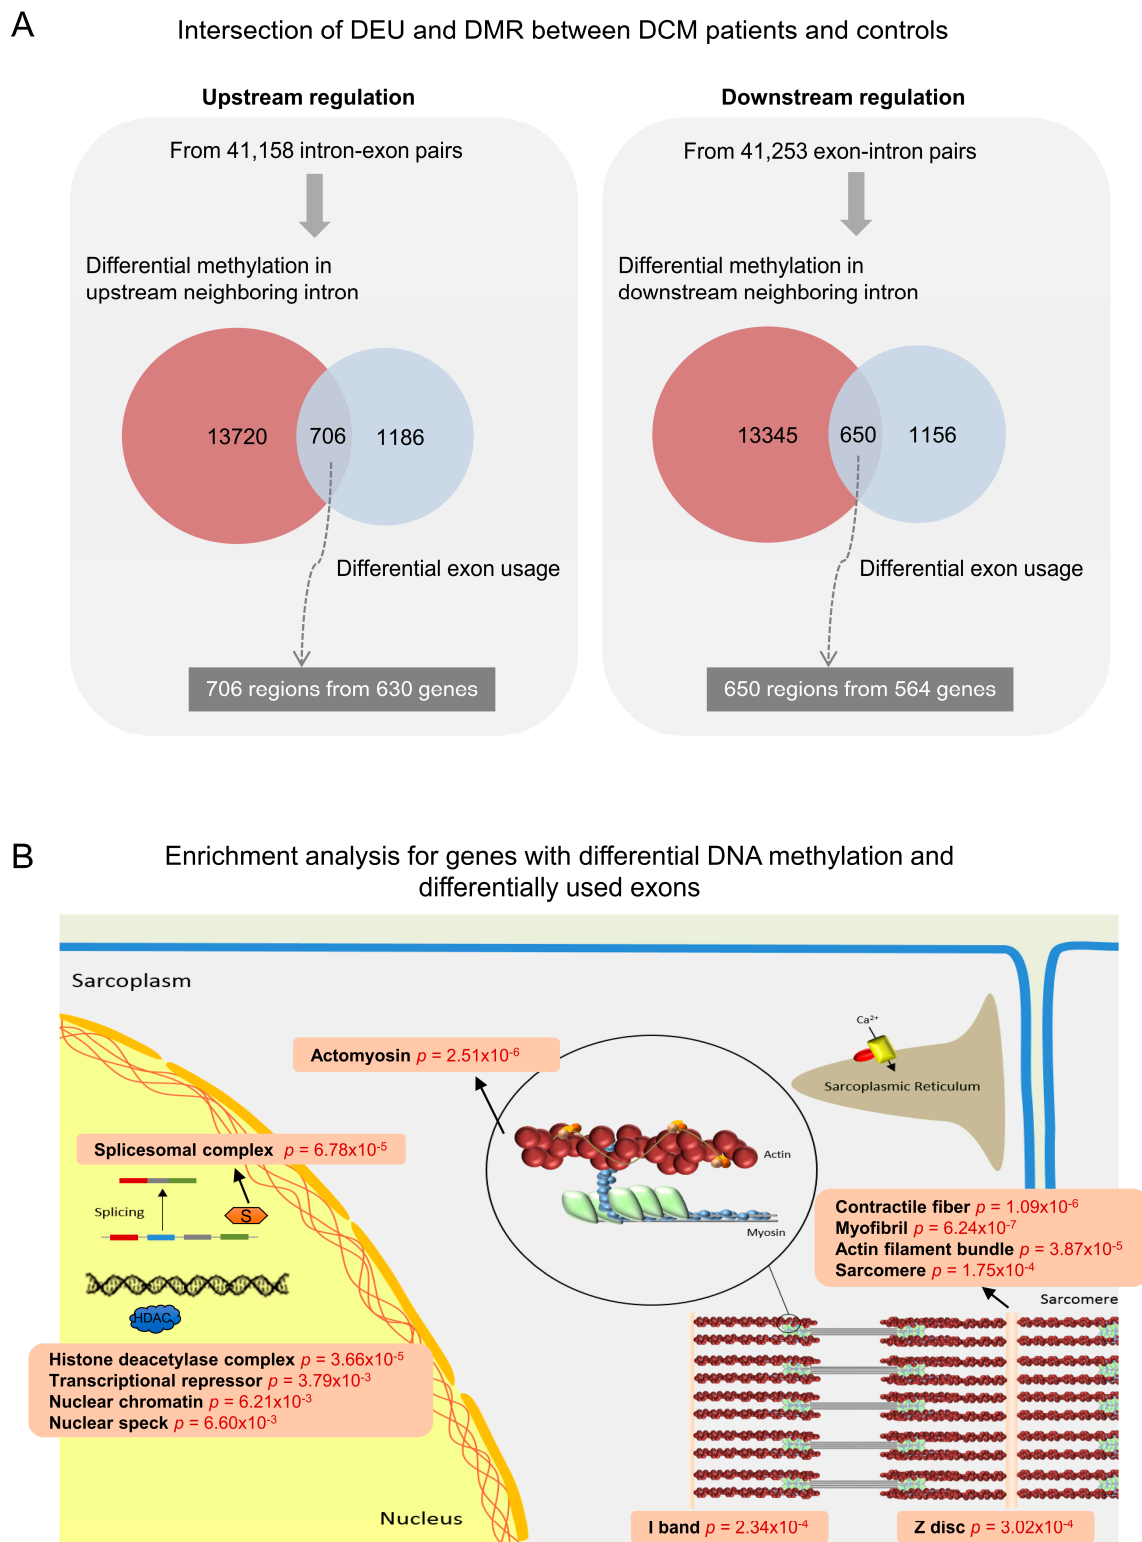 A
Intersection of DEU and DMR between DCM patients and controls
Upstream regulation
From 41,158 intron-exon pairs
Differential methylation in
upstream neighboring intron
13720
706
1186
Differential exon usage
706 regions from 630 genes
Downstream regulation
From 41,253 exon-intron pairs
Differential methylation in
downstream neighboring intron
13345
650
1156
Differential exon usage
650 regions from 564 genes
B
Enrichment analysis for genes with differential DNA methylation and
differentially used exons
Sarcoplasm
Actomyosin p = 2.51x10⁻⁶
Ca²⁺
Sarcoplasmic Reticulum
Splicesomal complex p = 6.78x10⁻⁵
Splicing
S
HDAC
Actin
Myosin
Contractile fiber p = 1.09x10⁻⁶
Myofibril p = 6.24x10⁻⁷
Actin filament bundle p = 3.87x10⁻⁵
Sarcomere p = 1.75x10⁻⁴
Sarcomere
Histone deacetylase complex p = 3.66x10⁻⁵
Transcriptional repressor p = 3.79x10⁻³
Nuclear chromatin p = 6.21x10⁻³
Nuclear speck p = 6.60x10⁻³
Nucleus
I band p = 2.34x10⁻⁴
Z disc p = 3.02x10⁻⁴